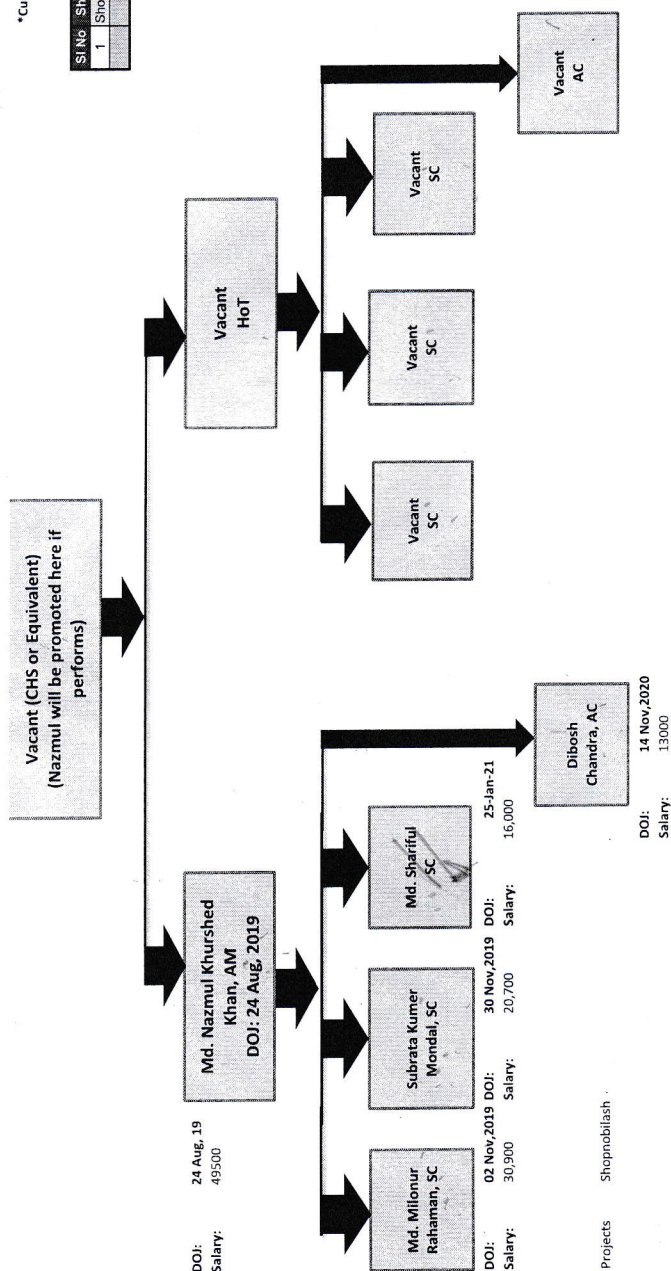 *Cu
SI No Sh
1 Sho
Vacant (CHS or Equivalent)
(Nazmul will be promoted here if
performs)
DOJ: 24 Aug, 19
Salary: 49500
Md. Nazmul Khurshed
Khan, AM
DOJ: 24 Aug, 2019
Vacant
HoT
Md. Milonur
Rahaman, SC
Subrata Kumer
Mondal, SC
Md. Shariful
SC
Vacant
SC
Vacant
SC
Vacant
SC
DOJ: 02 Nov,2019 DOJ: 30 Nov,2019 DOJ: 25-Jan-21
Salary: 30,900 Salary: 20,700 Salary: 16,000
Dibosh
Chandra, AC
Vacant
AC
Projects Shopnobilash
DOJ: 14 Nov,2020
Salary: 13000